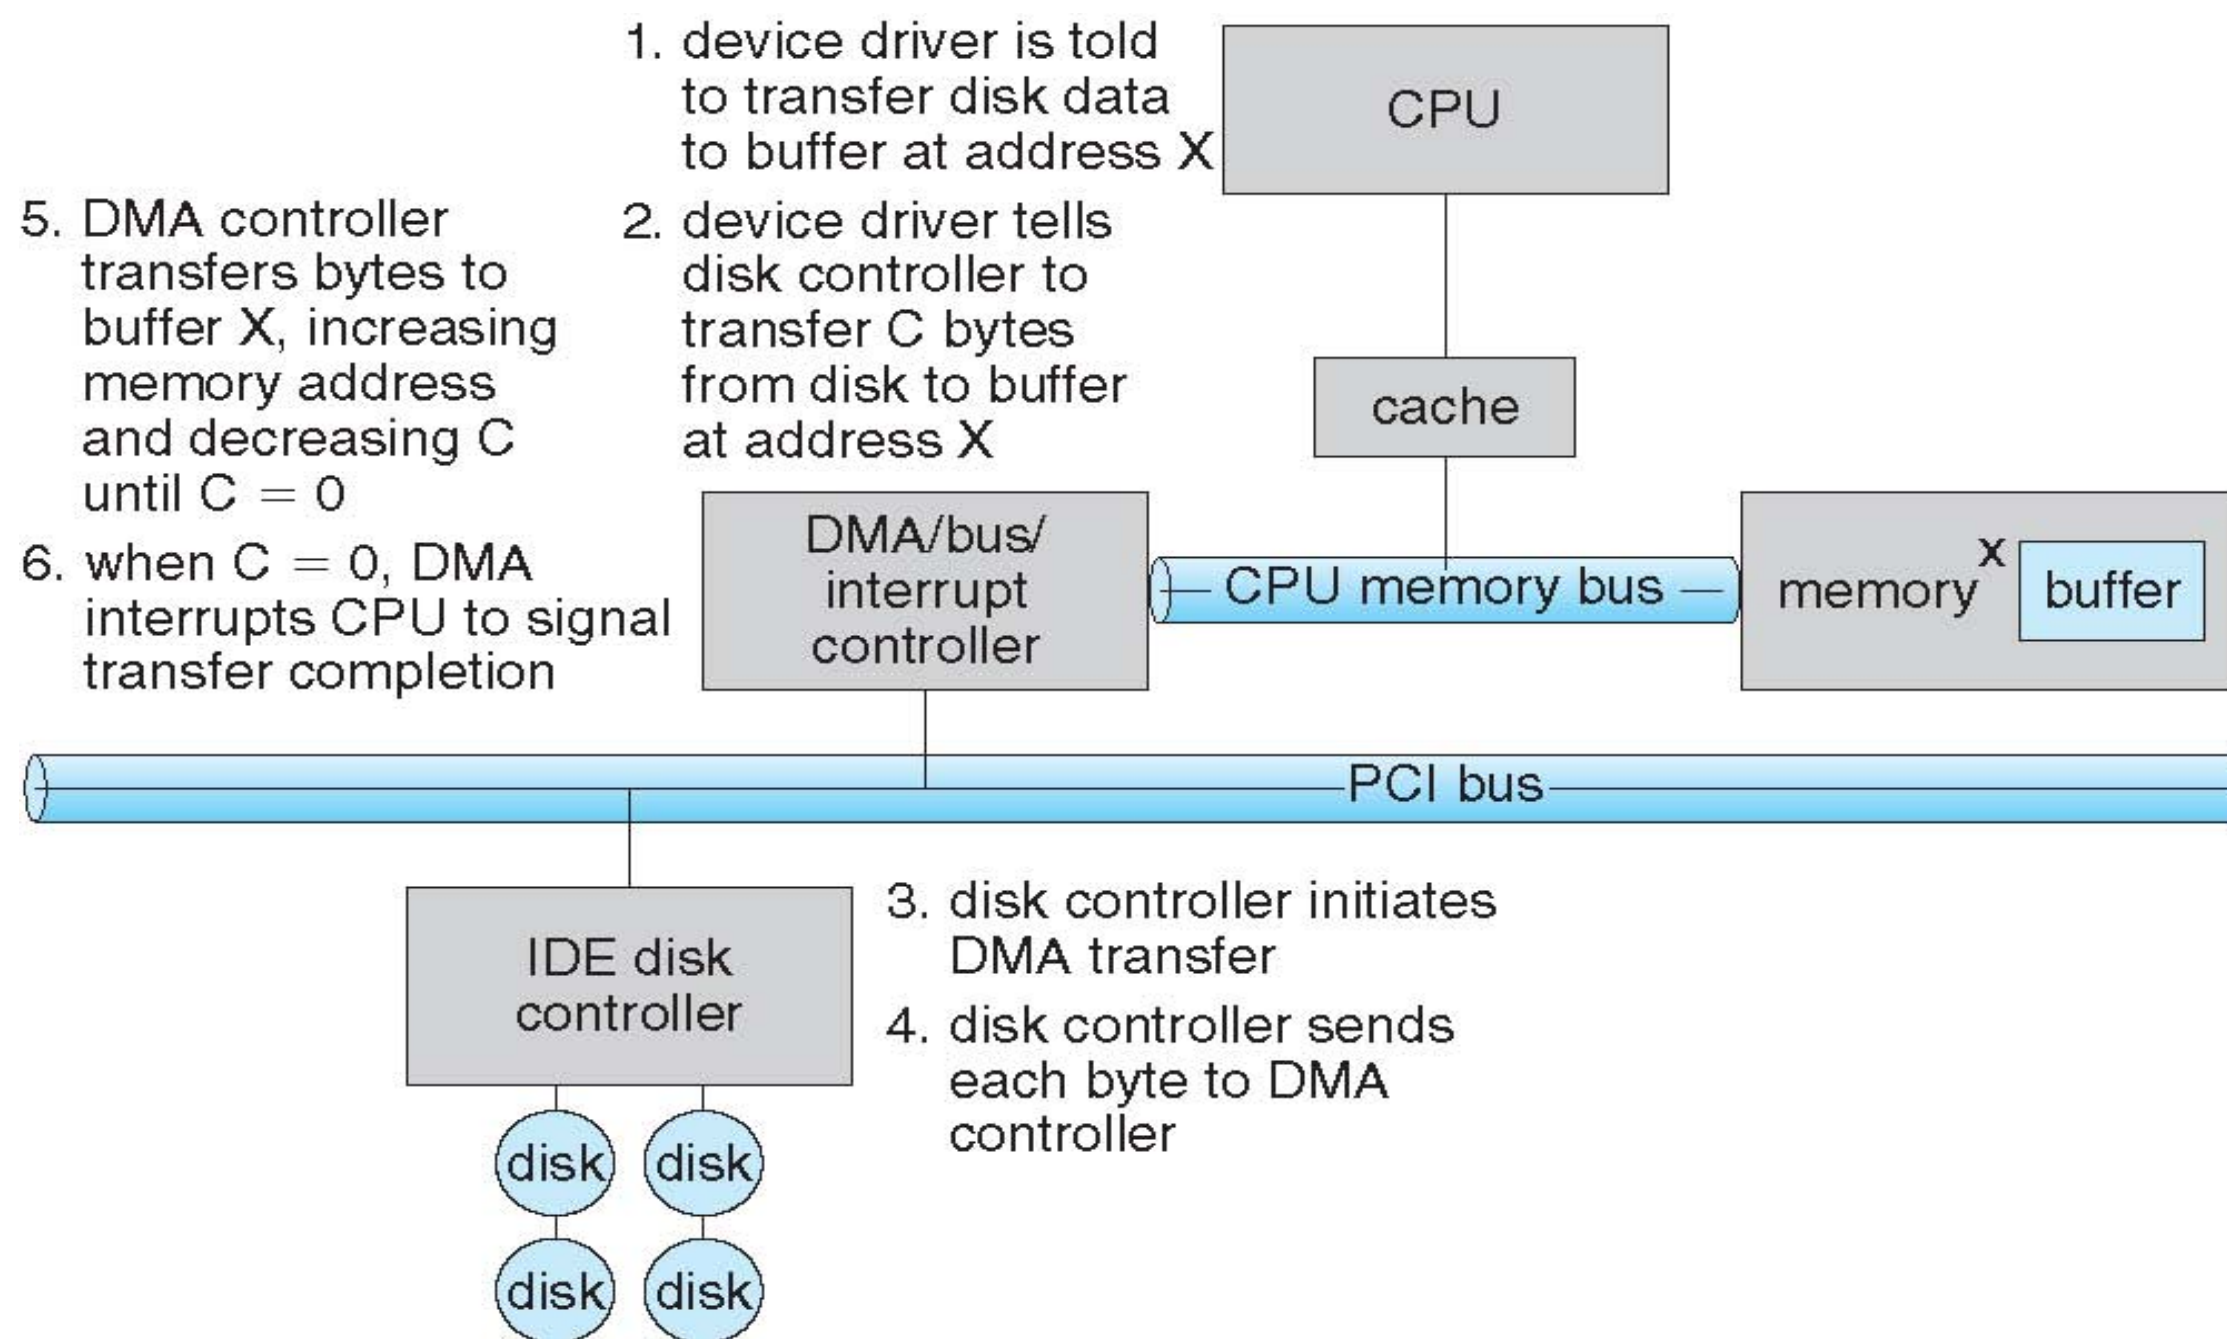 1. device driver is told
to transfer disk data
to buffer at address X
CPU
5. DMA controller
transfers bytes to
buffer X, increasing
memory address
and decreasing C
until C = 0
2. device driver tells
disk controller to
transfer C bytes
from disk to buffer
at address X
cache
6. when C = 0, DMA
interrupts CPU to signal
transfer completion
DMA/bus/
interrupt
controller
CPU memory bus
memory
X
buffer
PCI bus
IDE disk
controller
3. disk controller initiates
DMA transfer
4. disk controller sends
each byte to DMA
controller
disk
disk
disk
disk